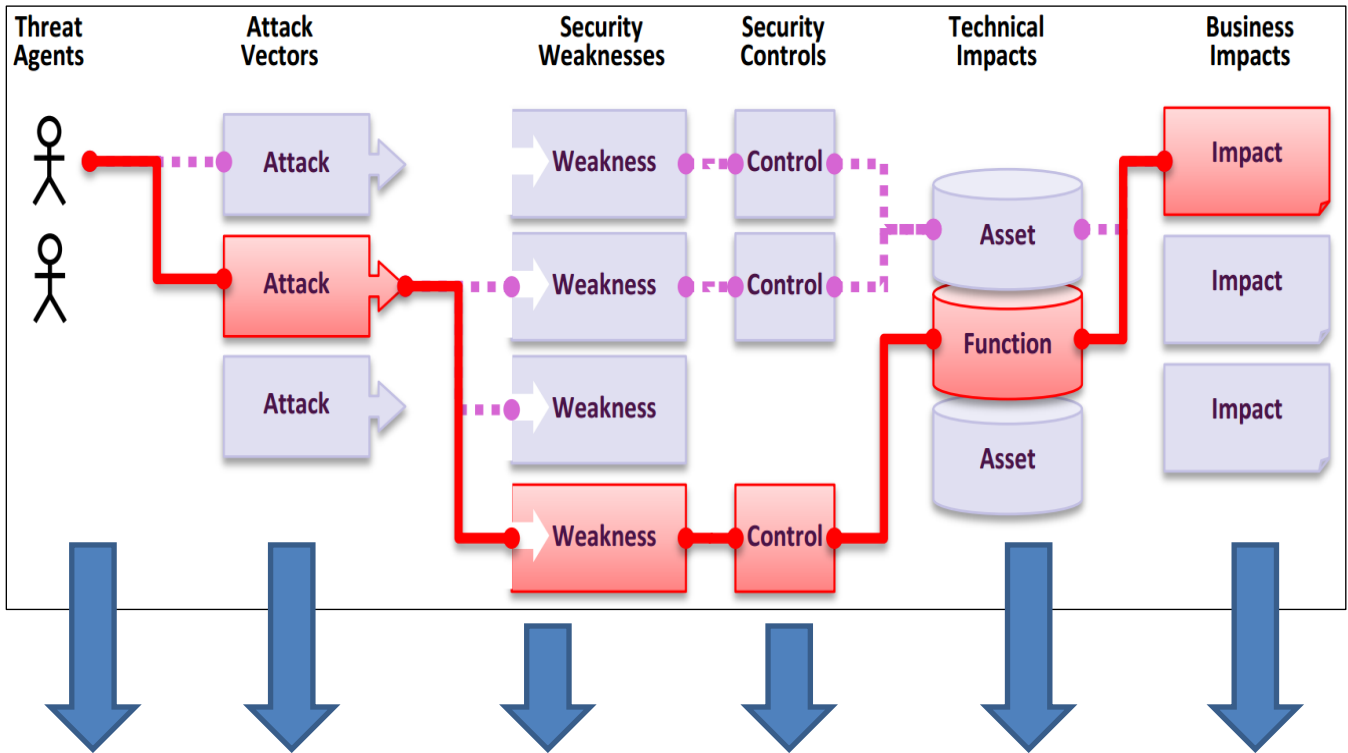 Threat
Agents
Attack
Vectors
Security
Weaknesses
Security
Controls
Technical
Impacts
Business
Impacts
Attack
Weakness
Control
Impact
Asset
Attack
Weakness
Control
Impact
Function
Attack
Weakness
Impact
Asset
Weakness
Control